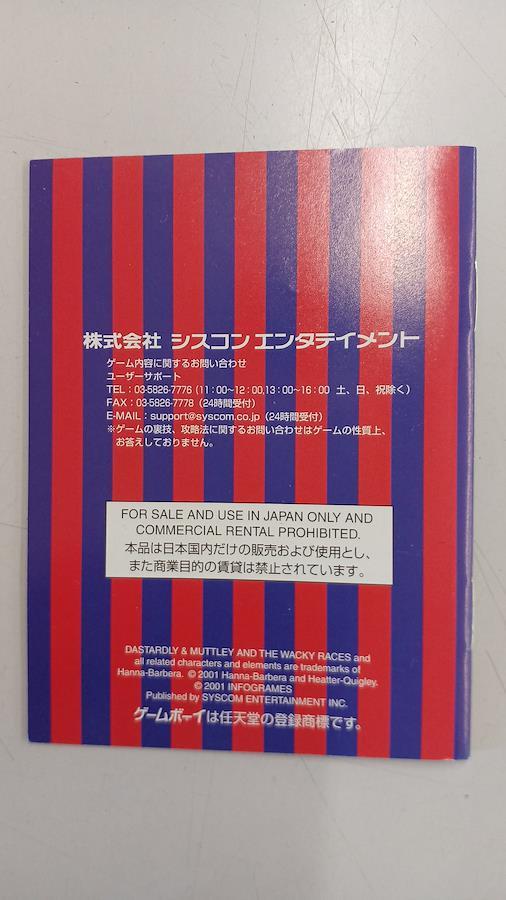 株式会社 シスコン エンタテイメント
ゲーム内容に関するお問い合わせ
ユーザーサポート
TEL：03-5826-7776 (11：00～12：00,13：00～16：00 土、日、祝除く)
FAX：03-5826-7778（24時間受付）
E-MAIL：support@syscom.co.jp（24時間受付）
※ゲームの裏技、攻略法に関するお問い合わせはゲームの性質上、
お答えしておりません。
FOR SALE AND USE IN JAPAN ONLY AND
COMMERCIAL RENTAL PROHIBITED.
本品は日本国内だけの販売および使用とし、
また商業目的の賃貸は禁止されています。
DASTARDLY & MUTTLEY AND THE WACKY RACES and
all related characters and elements are trademarks of
Hanna-Barbera. © 2001 Hanna-Barbera and Heatter-Quigley.
© 2001 INFOGRAMES
Published by SYSCOM ENTERTAINMENT INC.
ゲームボーイは任天堂の登録商標です。